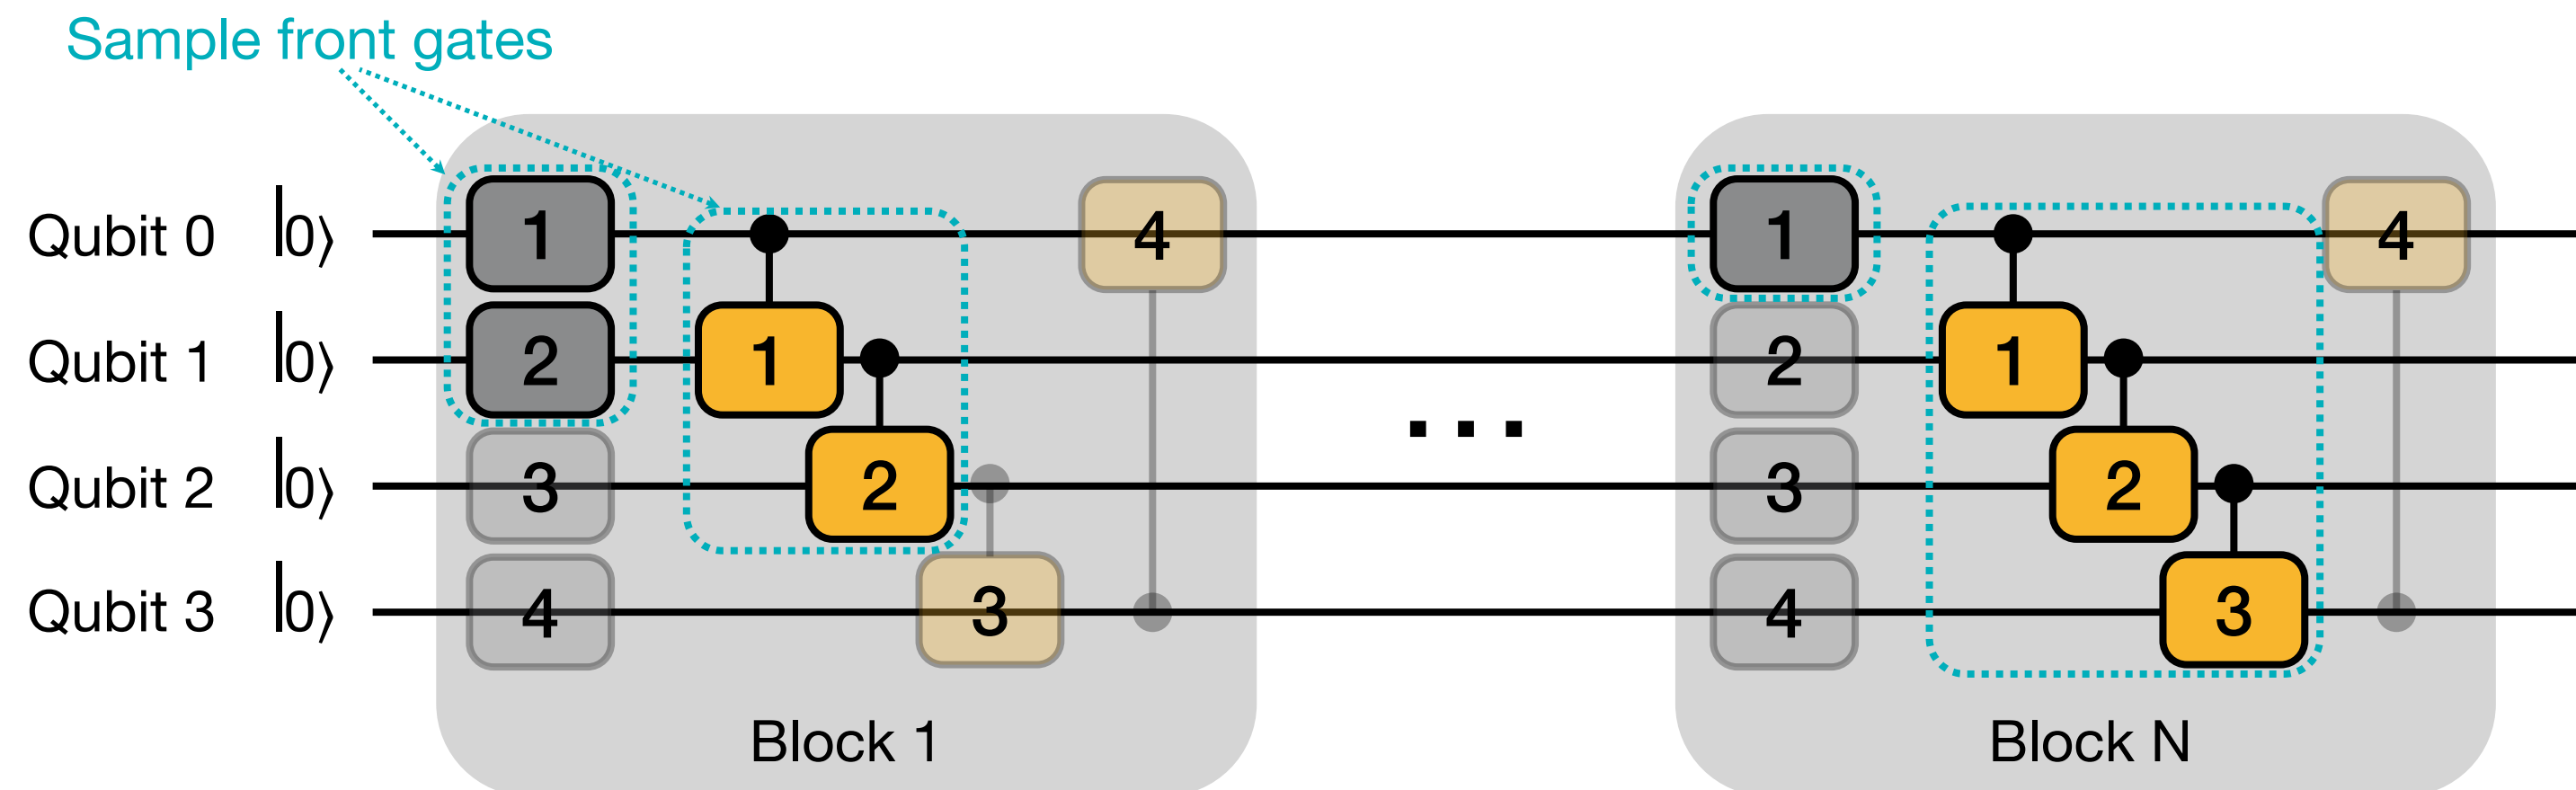 Sample front gates
Qubit 0 |0⟩ 1 4 1 4
Qubit 1 |0⟩ 2 1 2 1
...
Qubit 2 |0⟩ 3 2 3 2
Qubit 3 |0⟩ 4 3 4 3
Block 1 Block N